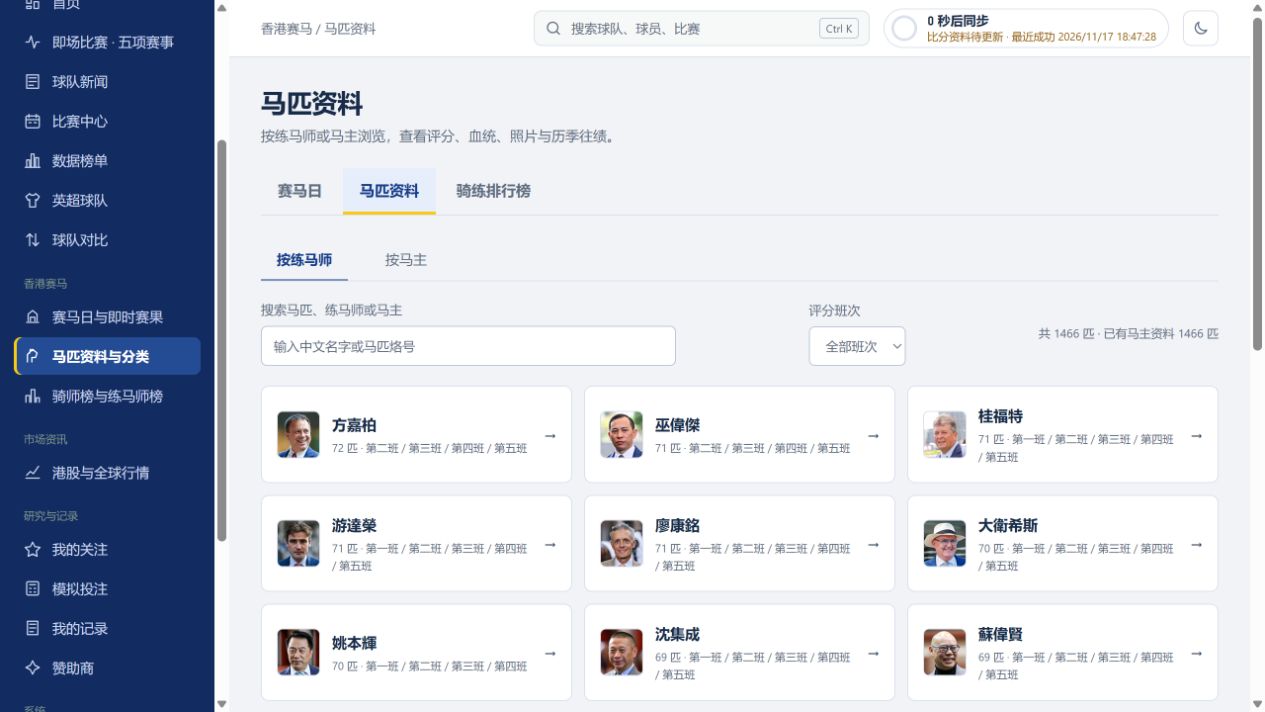 首页
即场比赛 · 五项赛事
球队新闻
比赛中心
数据榜单
英超球队
球队对比
香港赛马
赛马日与即时赛果
马匹资料与分类
骑师榜与练马师榜
市场资讯
港股与全球行情
研究与记录
我的关注
模拟投注
我的记录
赞助商
系统
香港赛马 / 马匹资料
搜索球队、球员、比赛
Ctrl K
0 秒后同步
比分资料待更新 · 最近成功 2026/11/17 18:47:28
马匹资料
按练马师或马主浏览，查看评分、血统、照片与历季往绩。
赛马日
马匹资料
骑练排行榜
按练马师
按马主
搜索马匹、练马师或马主
输入中文名字或马匹烙号
评分班次
全部班次
共 1466 匹 · 已有马主资料 1466 匹
方嘉柏
72 匹 · 第二班 / 第三班 / 第四班 / 第五班
→
巫偉傑
71 匹 · 第二班 / 第三班 / 第四班 / 第五班
→
桂福特
71 匹 · 第一班 / 第二班 / 第三班 / 第四班
/ 第五班
→
游達榮
71 匹 · 第一班 / 第二班 / 第三班 / 第四班
/ 第五班
→
廖康銘
71 匹 · 第一班 / 第二班 / 第三班 / 第四班
/ 第五班
→
大衛希斯
70 匹 · 第一班 / 第二班 / 第三班 / 第四班
/ 第五班
→
姚本輝
70 匹 · 第二班 / 第三班 / 第四班 / 第五班
→
沈集成
69 匹 · 第一班 / 第二班 / 第三班 / 第四班
/ 第五班
→
蘇偉賢
69 匹 · 第一班 / 第二班 / 第三班 / 第四班
/ 第五班
→